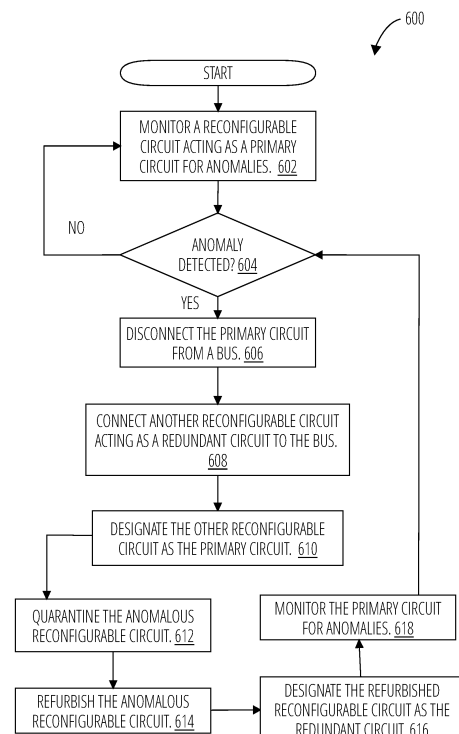 600
START
MONITOR A RECONFIGURABLE
CIRCUIT ACTING AS A PRIMARY
CIRCUIT FOR ANOMALIES. 602
NO
ANOMALY
DETECTED? 604
YES
DISCONNECT THE PRIMARY CIRCUIT
FROM A BUS. 606
CONNECT ANOTHER RECONFIGURABLE CIRCUIT
ACTING AS A REDUNDANT CIRCUIT TO THE BUS.
608
DESIGNATE THE OTHER RECONFIGURABLE
CIRCUIT AS THE PRIMARY CIRCUIT. 610
QUARANTINE THE ANOMALOUS
RECONFIGURABLE CIRCUIT. 612
MONITOR THE PRIMARY CIRCUIT
FOR ANOMALIES. 618
REFURBISH THE ANOMALOUS
RECONFIGURABLE CIRCUIT. 614
DESIGNATE THE REFURBISHED
RECONFIGURABLE CIRCUIT AS THE
REDUNDANT CIRCUIT. 616